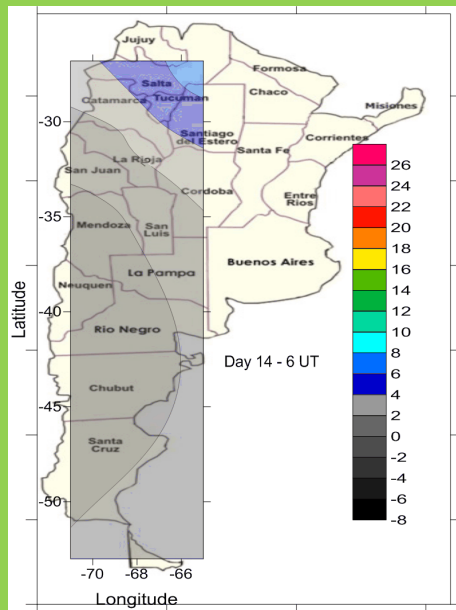 Jujuy
Formosa
Salta
Chaco
Catamarca
Tucuman
Misiones
-30
Santiago
del Estero
Corrientes
Santa Fe
La Rioja
San Juan
26
Cordoba
24
Entre
Rios
22
-35
Mendoza
San
Luis
20
18
Buenos Aires
La Pampa
16
Neuquen
14
12
Latitude
-40
10
Rio Negro
8
Day 14 - 6 UT
6
Chubut
4
-45
2
Santa
Cruz
0
-2
-4
-50
-6
-8
-70 -68 -66
Longitude